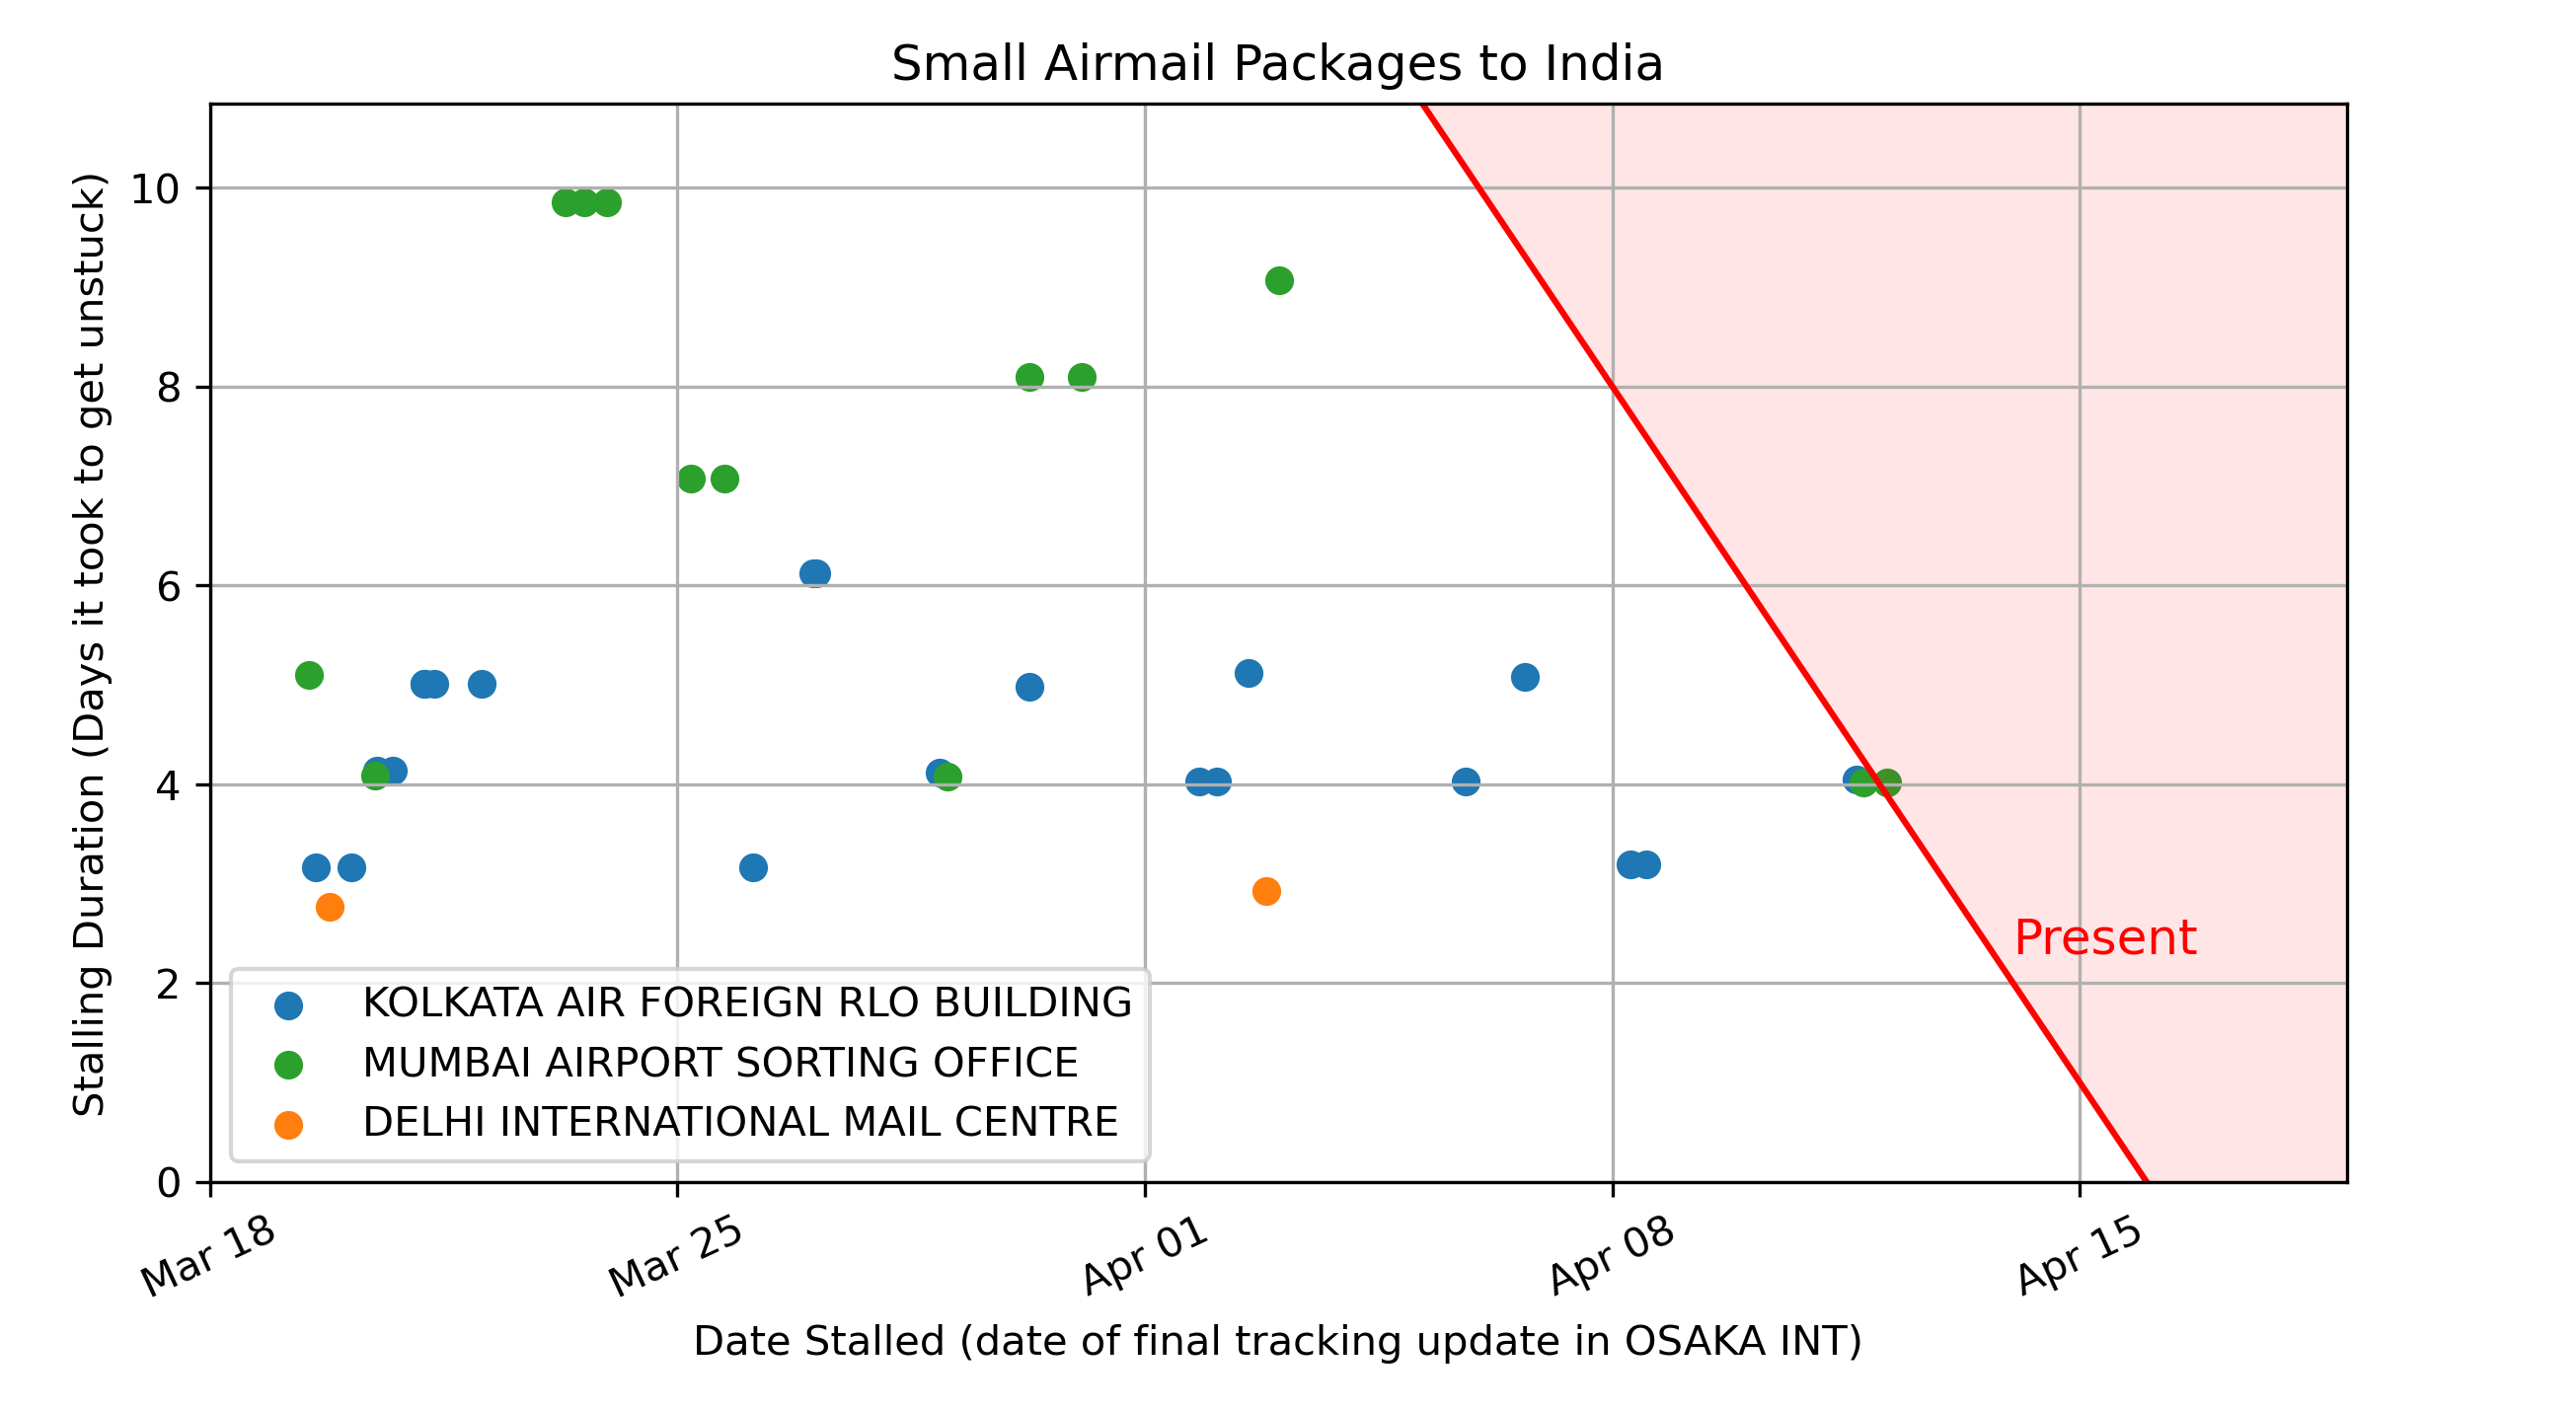 Small Airmail Packages to India
Stalling Duration (Days it took to get unstuck)
10
8
6
4
2
0
Present
KOLKATA AIR FOREIGN RLO BUILDING
MUMBAI AIRPORT SORTING OFFICE
DELHI INTERNATIONAL MAIL CENTRE
Mar 18
Mar 25
Apr 01
Apr 08
Apr 15
Date Stalled (date of final tracking update in OSAKA INT)